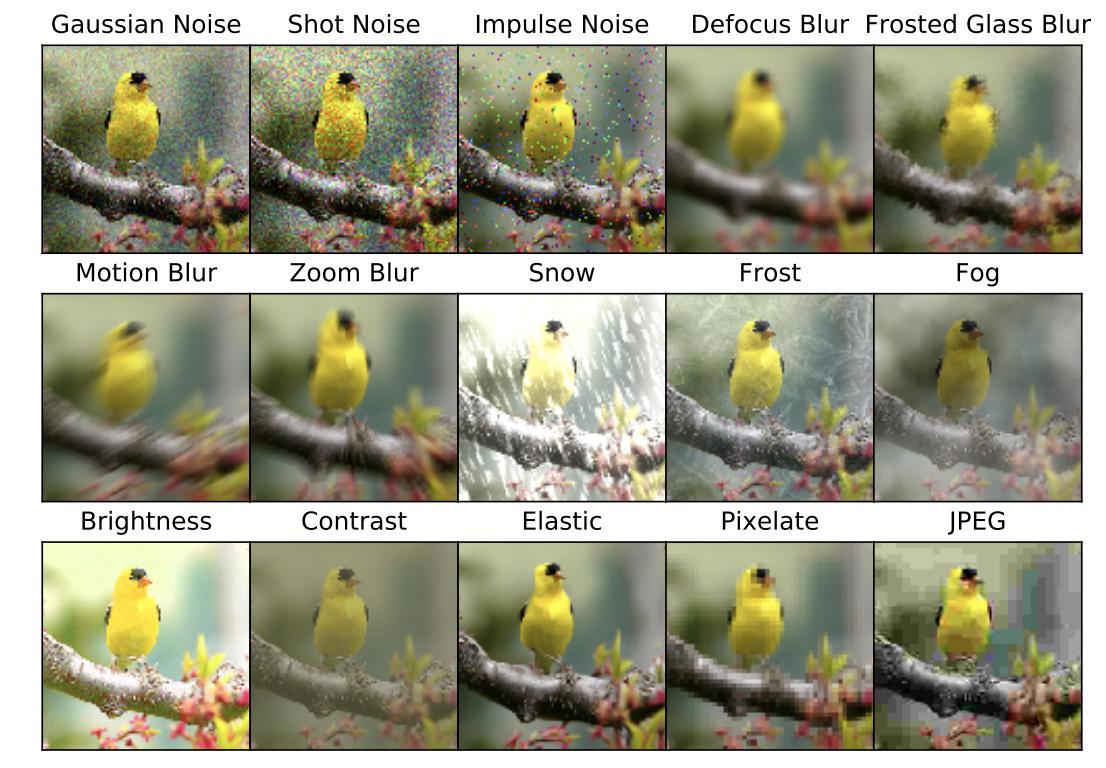 Gaussian Noise Shot Noise Impulse Noise Defocus Blur Frosted Glass Blur
Motion Blur Zoom Blur Snow Frost Fog
Brightness Contrast Elastic Pixelate JPEG